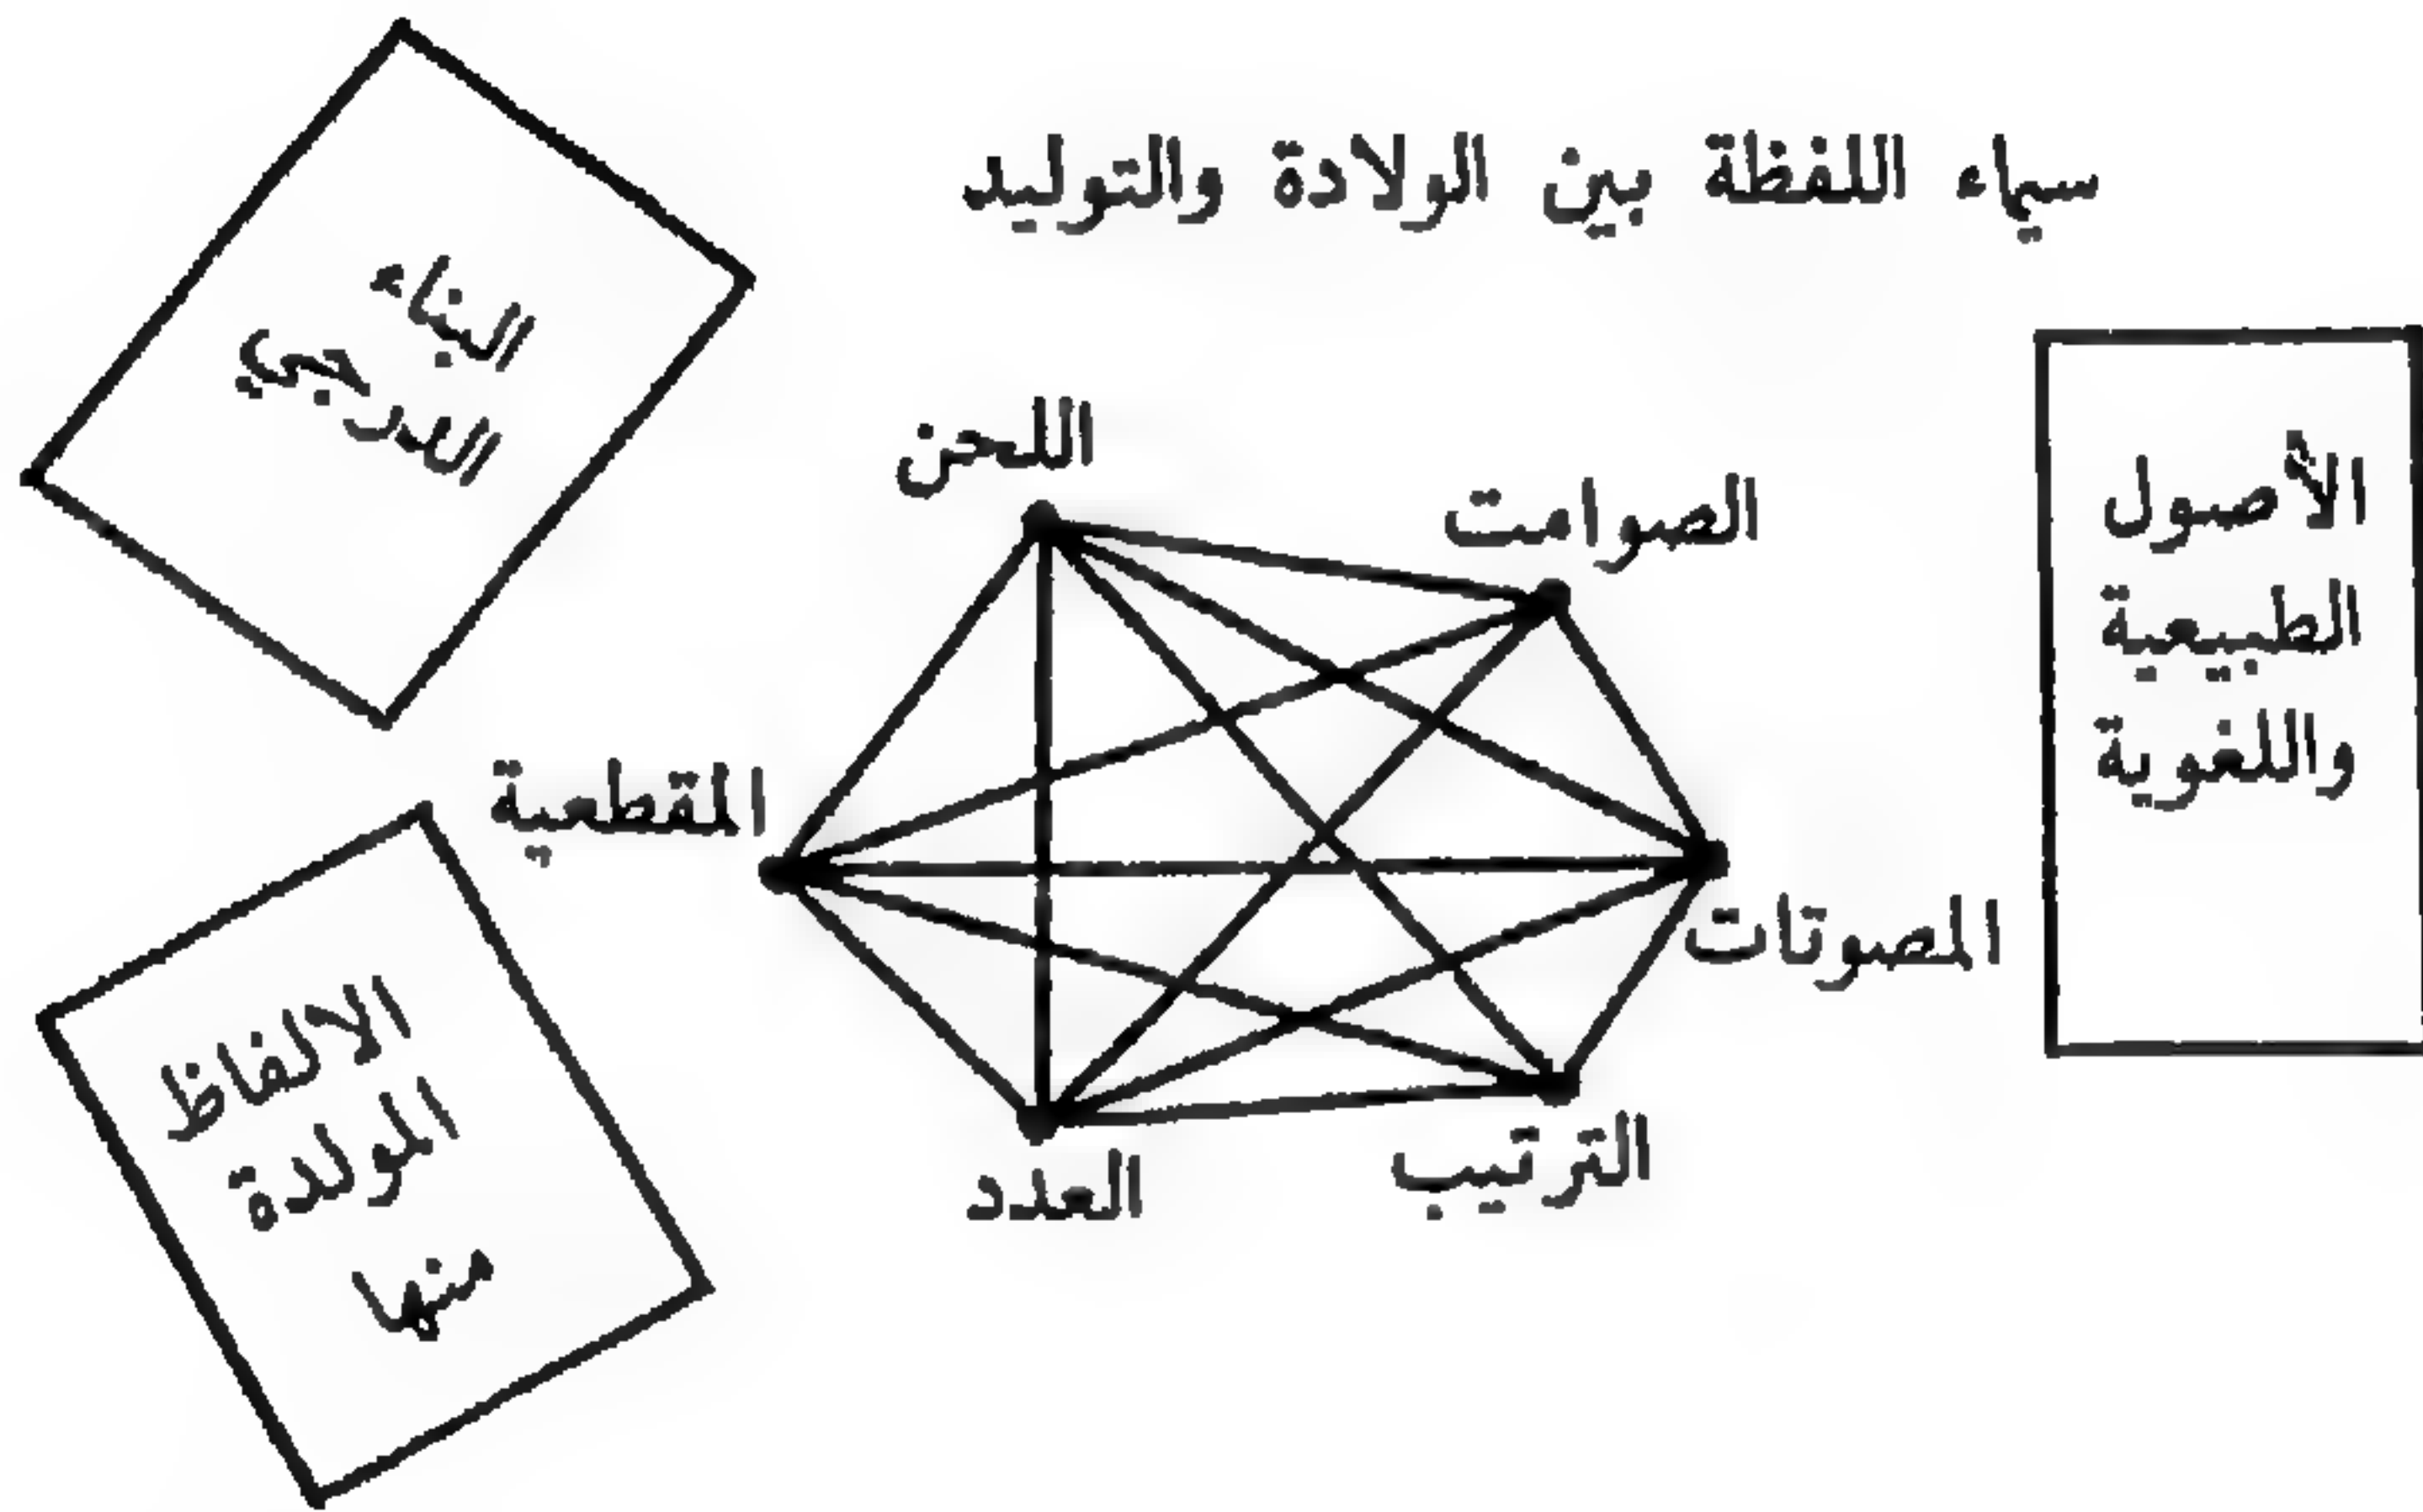 سيماء اللفظة بين الولادة والتوليد
الأصول
الطبيعية
واللغوية
الصوامت
اللحن
المصوتات
المقطعية
الترتيب
العدد
البناء
الدرجي
الالفاظ
المولدة
منها